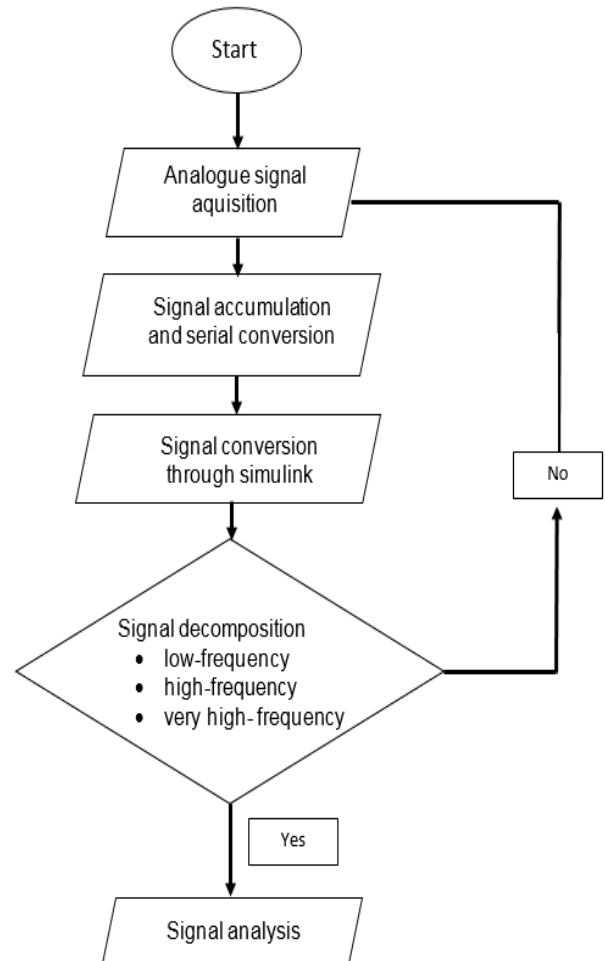 Start
Analogue signal
aquisition
Signal accumulation
and serial conversion
Signal conversion
through simulink
No
Signal decomposition
• low-frequency
• high-frequency
• very high- frequency
Yes
Signal analysis